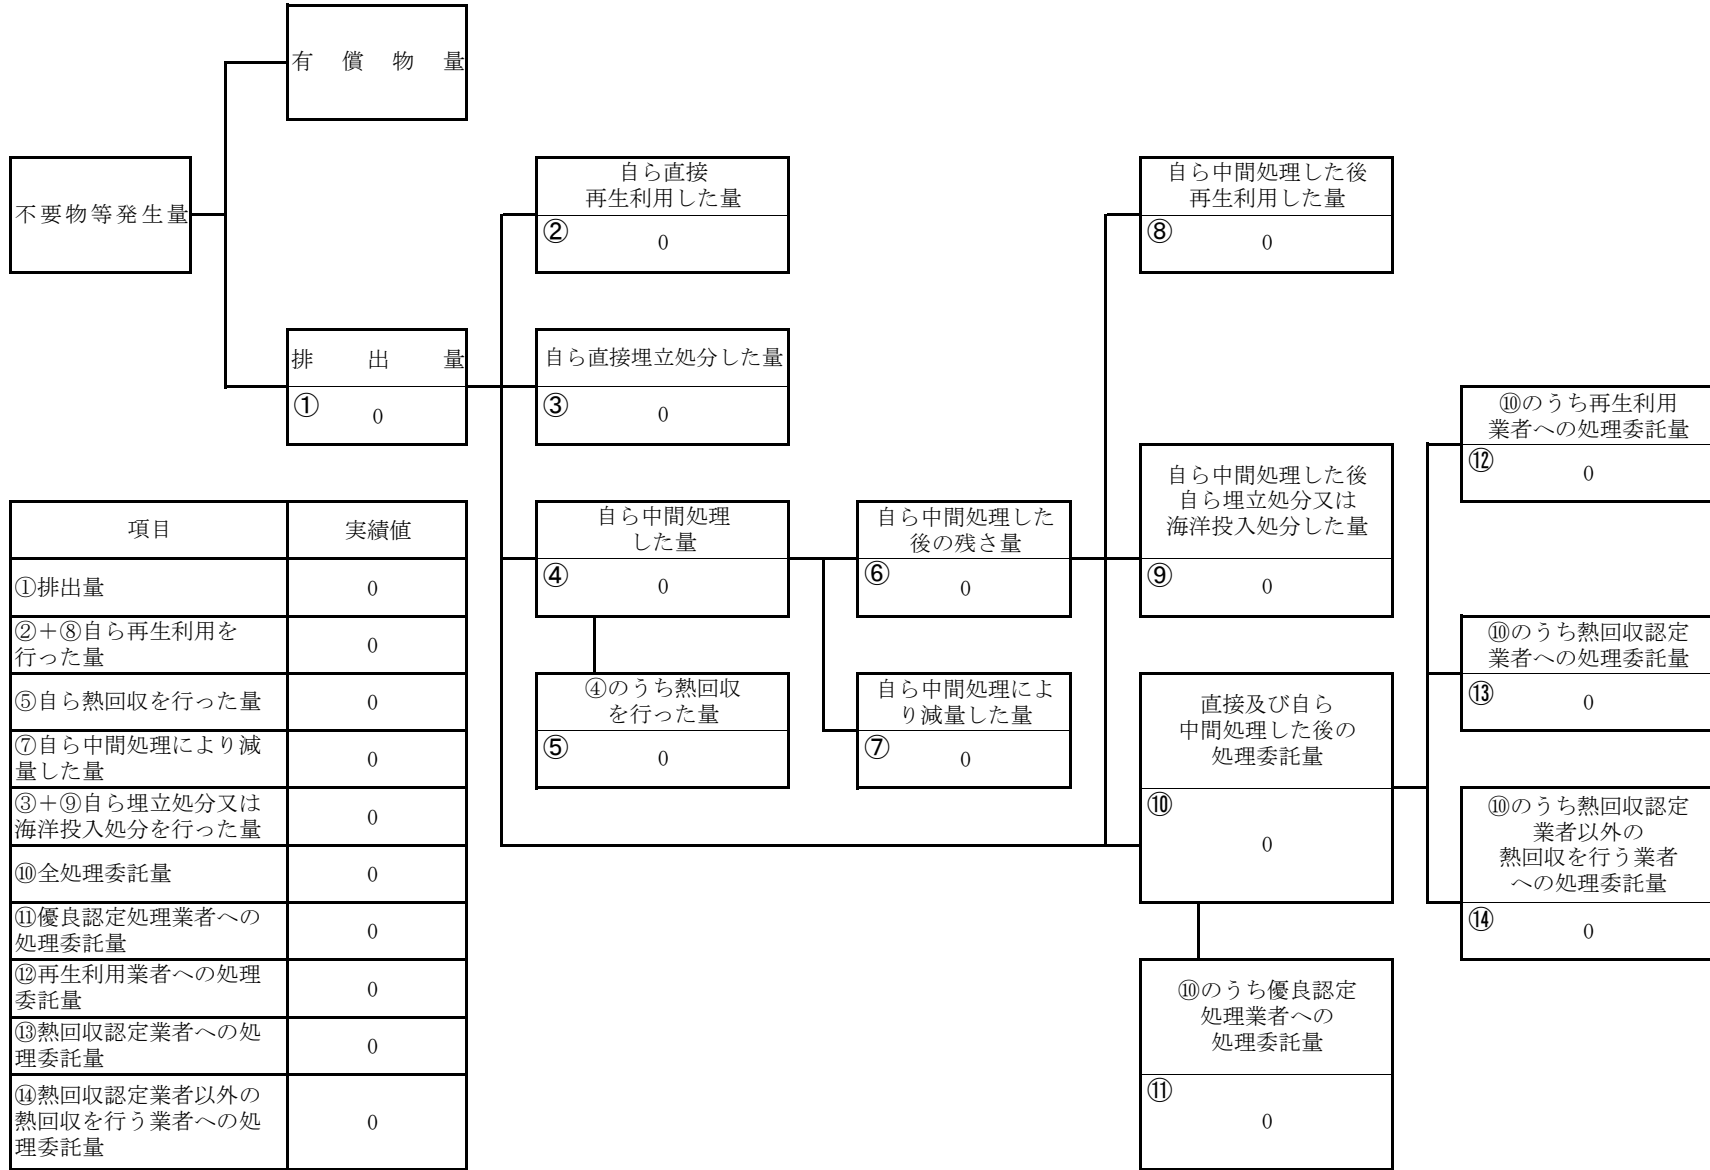 有償物量
不要物等発生量
排出量
① 0
自ら直接
再生利用した量
② 0
自ら直接埋立処分した量
③ 0
自ら中間処理
した量
④ 0
④のうち熱回収
を行った量
⑤ 0
自ら中間処理した
後の残さ量
⑥ 0
自ら中間処理によ
り減量した量
⑦ 0
自ら中間処理した後
再生利用した量
⑧ 0
自ら中間処理した後
自ら埋立処分又は
海洋投入処分した量
⑨ 0
直接及び自ら
中間処理した後の
処理委託量
⑩
0
⑩のうち優良認定
処理業者への
処理委託量
⑪
0
⑩のうち再生利用
業者への処理委託量
⑫ 0
⑩のうち熱回収認定
業者への処理委託量
⑬ 0
⑩のうち熱回収認定
業者以外の
熱回収を行う業者
への処理委託量
⑭ 0
項目 実績値
①排出量 0
②+⑧自ら再生利用を
行った量 0
⑤自ら熱回収を行った量 0
⑦自ら中間処理により減
量した量 0
③+⑨自ら埋立処分又は
海洋投入処分を行った量 0
⑩全処理委託量 0
⑪優良認定処理業者への
処理委託量 0
⑫再生利用業者への処理
委託量 0
⑬熱回収認定業者への処
理委託量 0
⑭熱回収認定業者以外の
熱回収を行う業者への処
理委託量 0